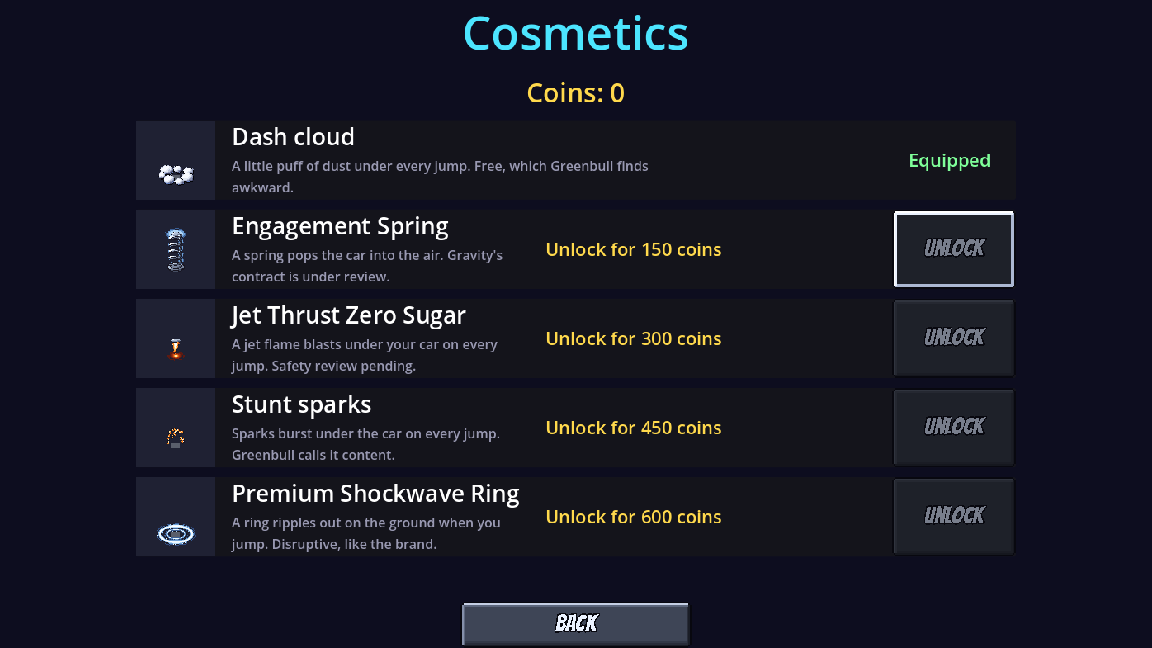 Cosmetics
Coins: 0
Dash cloud
A little puff of dust under every jump. Free, which Greenbull finds
awkward.
Equipped
Engagement Spring
A spring pops the car into the air. Gravity's
contract is under review.
Unlock for 150 coins
UNLOCK
Jet Thrust Zero Sugar
A jet flame blasts under your car on every
jump. Safety review pending.
Unlock for 300 coins
UNLOCK
Stunt sparks
Sparks burst under the car on every jump.
Greenbull calls it content.
Unlock for 450 coins
UNLOCK
Premium Shockwave Ring
A ring ripples out on the ground when you
jump. Disruptive, like the brand.
Unlock for 600 coins
UNLOCK
BACK